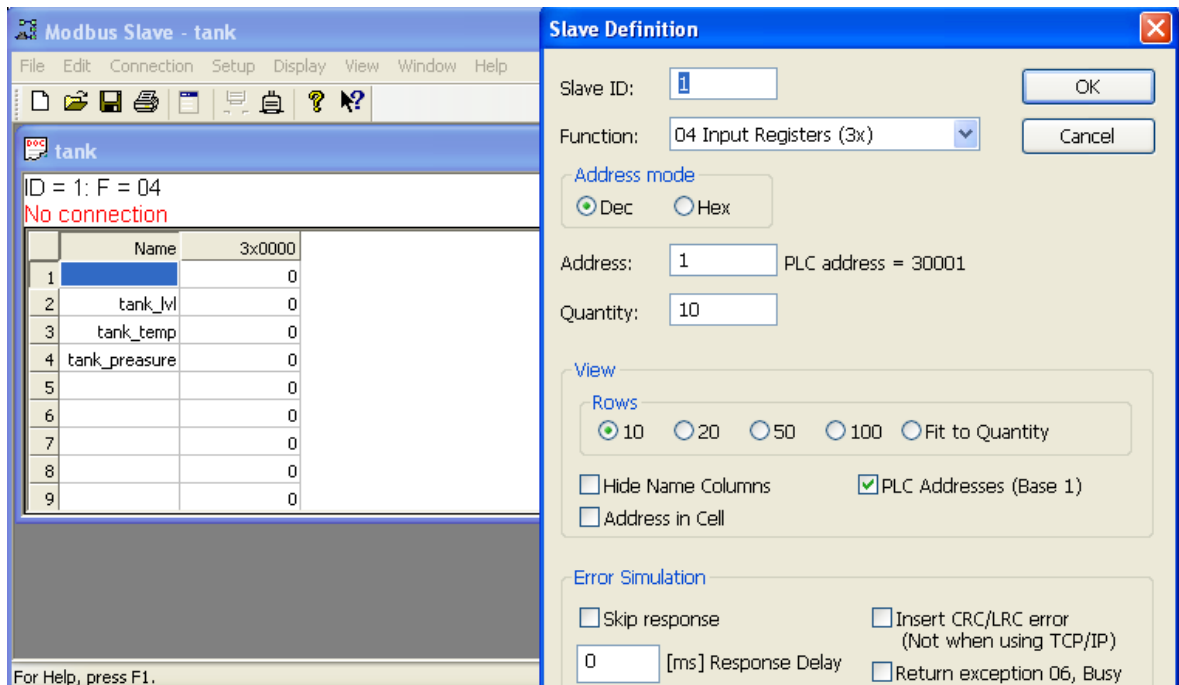 Modbus Slave - tank
File Edit Connection Setup Display View Window Help
tank
ID = 1: F = 04
No connection
Name 3x0000
1 0
2 tank_lvl 0
3 tank_temp 0
4 tank_preasure 0
5 0
6 0
7 0
8 0
9 0
For Help, press F1.
Slave Definition
Slave ID: 1 OK
Function: 04 Input Registers (3x) Cancel
Address mode
Dec Hex
Address: 1 PLC address = 30001
Quantity: 10
View
Rows
10 20 50 100 Fit to Quantity
Hide Name Columns PLC Addresses (Base 1)
Address in Cell
Error Simulation
Skip response Insert CRC/LRC error
(Not when using TCP/IP)
0 [ms] Response Delay Return exception 06, Busy